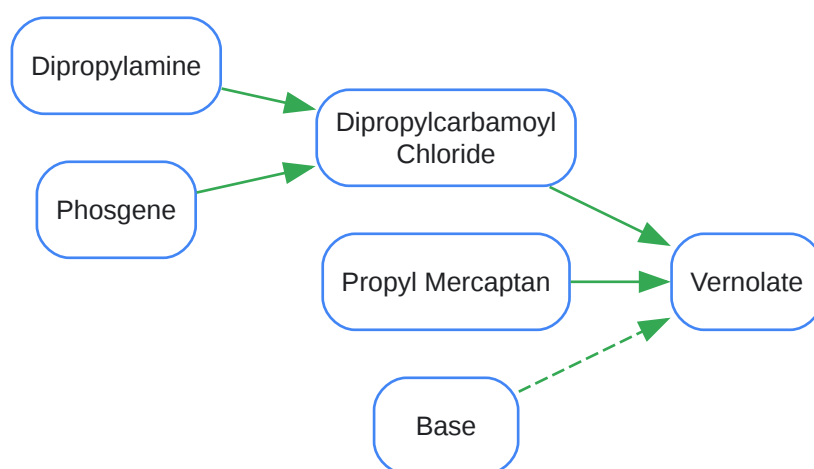 Dipropylamine
Phosgene
Dipropylcarbamoyl
Chloride
Propyl Mercaptan
Vernolate
Base